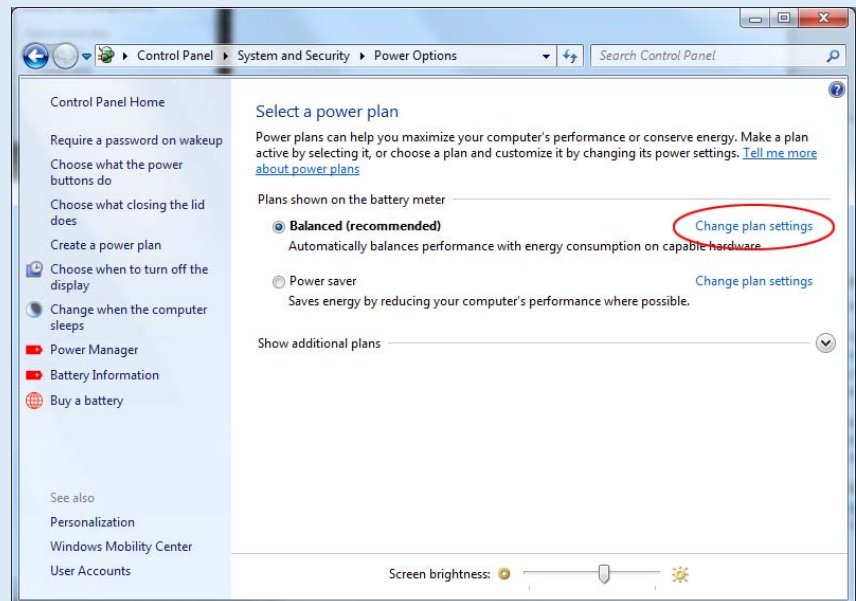 Control Panel
System and Security
Power Options
Search Control Panel
Control Panel Home
Require a password on wakeup
Choose what the power
buttons do
Choose what closing the lid
does
Create a power plan
Choose when to turn off the
display
Change when the computer
sleeps
Power Manager
Battery Information
Buy a battery
See also
Personalization
Windows Mobility Center
User Accounts
Select a power plan
Power plans can help you maximize your computer's performance or conserve energy. Make a plan
active by selecting it, or choose a plan and customize it by changing its power settings. Tell me more
about power plans
Plans shown on the battery meter
Balanced (recommended) Change plan settings
Automatically balances performance with energy consumption on capable hardware.
Power saver Change plan settings
Saves energy by reducing your computer's performance where possible.
Show additional plans
Screen brightness: